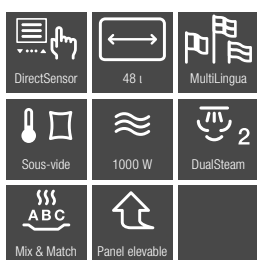 DirectSensor
48 l
MultiLingua
2
Sous-vide
1000 W
DualSteam
ABC
Mix & Match
Panel elevable